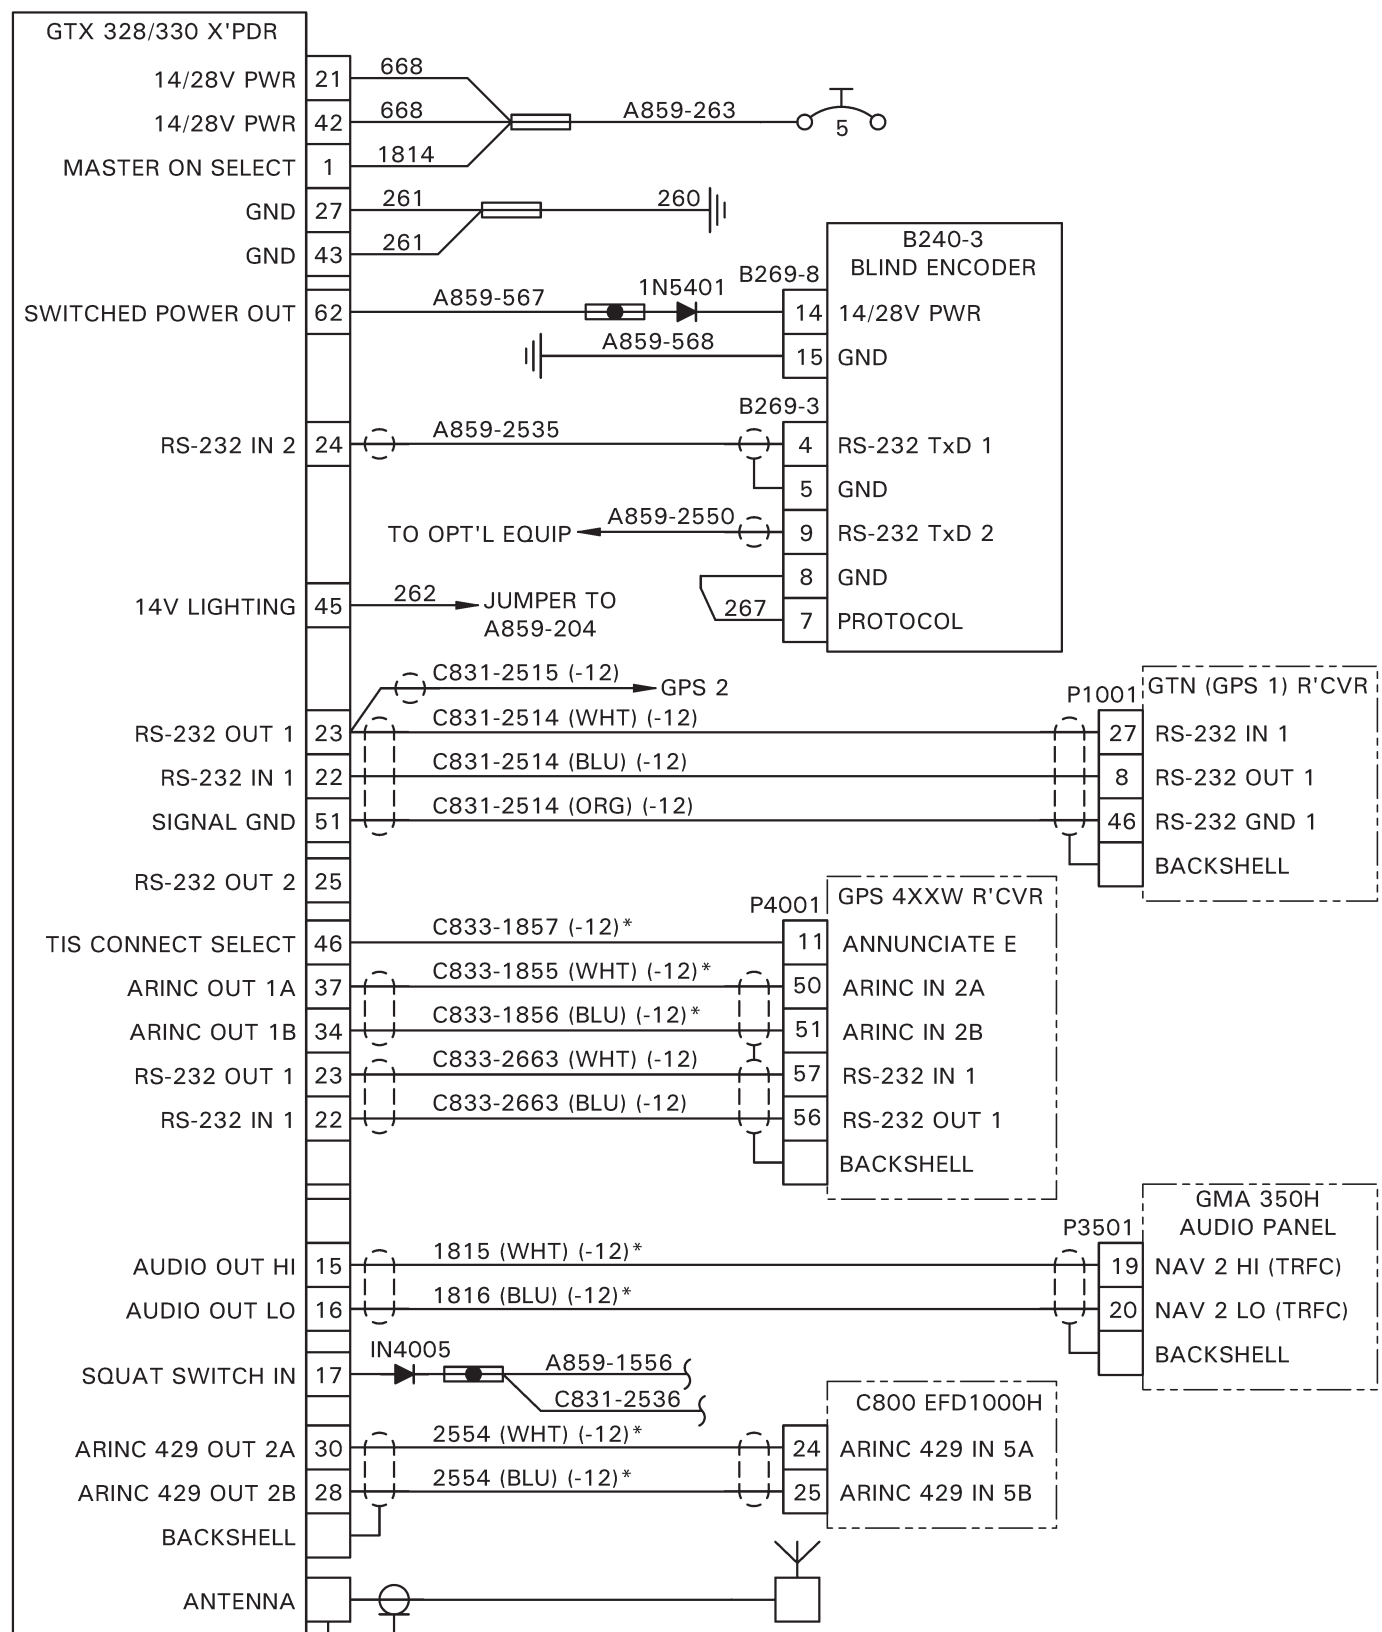 GTX 328/330 X'PDR
14/28V PWR 21 668
14/28V PWR 42 668 A859-263 5
MASTER ON SELECT 1 1814
GND 27 261 260
GND 43 261
B240-3
BLIND ENCODER
B269-8
SWITCHED POWER OUT 62 A859-567 1N5401 14 14/28V PWR
A859-568 15 GND
B269-3
RS-232 IN 2 24 A859-2535 4 RS-232 TxD 1
5 GND
TO OPT'L EQUIP A859-2550 9 RS-232 TxD 2
8 GND
267 7 PROTOCOL
14V LIGHTING 45 262 JUMPER TO
A859-204
C831-2515 (-12) GPS 2
P1001 GTN (GPS 1) R'CVR
RS-232 OUT 1 23 C831-2514 (WHT) (-12) 27 RS-232 IN 1
RS-232 IN 1 22 C831-2514 (BLU) (-12) 8 RS-232 OUT 1
SIGNAL GND 51 C831-2514 (ORG) (-12) 46 RS-232 GND 1
BACKSHELL
RS-232 OUT 2 25
P4001 GPS 4XXW R'CVR
TIS CONNECT SELECT 46 C833-1857 (-12)* 11 ANNUNCIATE E
ARINC OUT 1A 37 C833-1855 (WHT) (-12)* 50 ARINC IN 2A
ARINC OUT 1B 34 C833-1856 (BLU) (-12)* 51 ARINC IN 2B
RS-232 OUT 1 23 C833-2663 (WHT) (-12) 57 RS-232 IN 1
RS-232 IN 1 22 C833-2663 (BLU) (-12) 56 RS-232 OUT 1
BACKSHELL
GMA 350H
AUDIO PANEL
P3501
AUDIO OUT HI 15 1815 (WHT) (-12)* 19 NAV 2 HI (TRFC)
AUDIO OUT LO 16 1816 (BLU) (-12)* 20 NAV 2 LO (TRFC)
BACKSHELL
SQUAT SWITCH IN 17 IN4005 A859-1556
C831-2536
C800 EFD1000H
ARINC 429 OUT 2A 30 2554 (WHT) (-12)* 24 ARINC 429 IN 5A
ARINC 429 OUT 2B 28 2554 (BLU) (-12)* 25 ARINC 429 IN 5B
BACKSHELL
ANTENNA